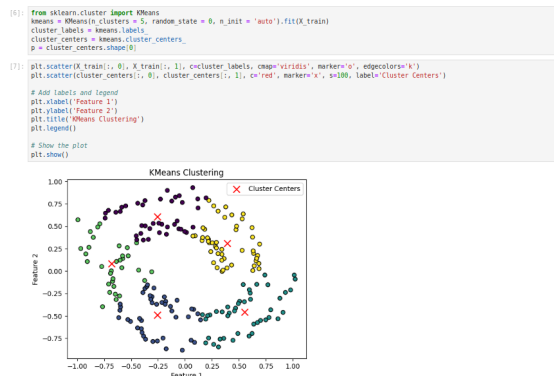 [6]: from sklearn.cluster import KMeans
kmeans = KMeans(n_clusters = 5, random_state = 0, n_init = 'auto').fit(X_train)
cluster_labels = kmeans.labels_
cluster_centers = kmeans.cluster_centers_
p = cluster_centers.shape[0]
[7]: plt.scatter(X_train[:, 0], X_train[:, 1], c=cluster_labels, cmap='viridis', marker='o', edgecolors='k')
plt.scatter(cluster_centers[:, 0], cluster_centers[:, 1], c='red', marker='x', s=100, label='Cluster Centers')
# Add labels and legend
plt.xlabel('Feature 1')
plt.ylabel('Feature 2')
plt.title('KMeans Clustering')
plt.legend()
# Show the plot
plt.show()
KMeans Clustering
Cluster Centers
1.00
0.75
0.50
0.25
0.00
−0.25
−0.50
−0.75
Feature 2
−1.00 −0.75 −0.50 −0.25 0.00 0.25 0.50 0.75 1.00
Feature 1